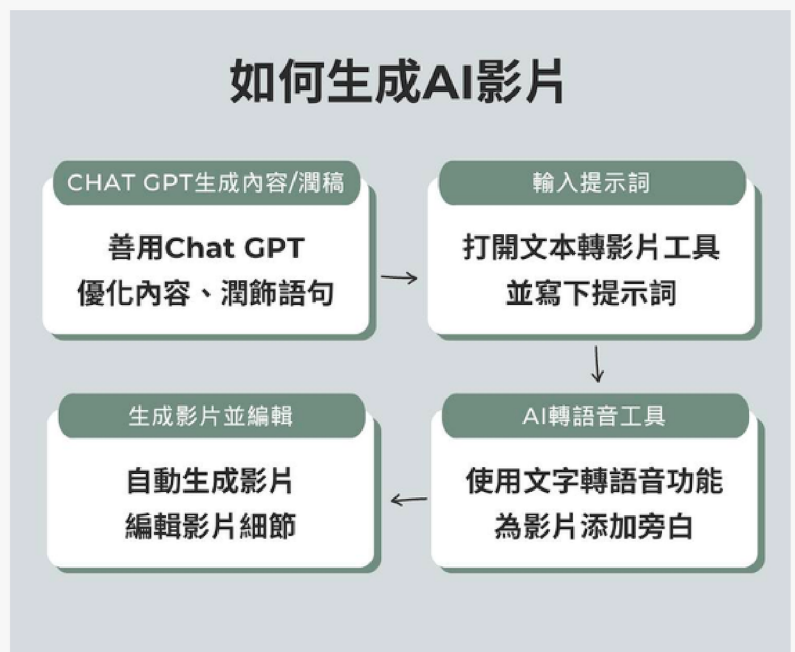 如何生成AI影片
CHAT GPT生成內容/潤稿
善用Chat GPT
優化內容、潤飾語句
輸入提示詞
打開文本轉影片工具
並寫下提示詞
AI轉語音工具
使用文字轉語音功能
為影片添加旁白
生成影片並編輯
自動生成影片
編輯影片細節